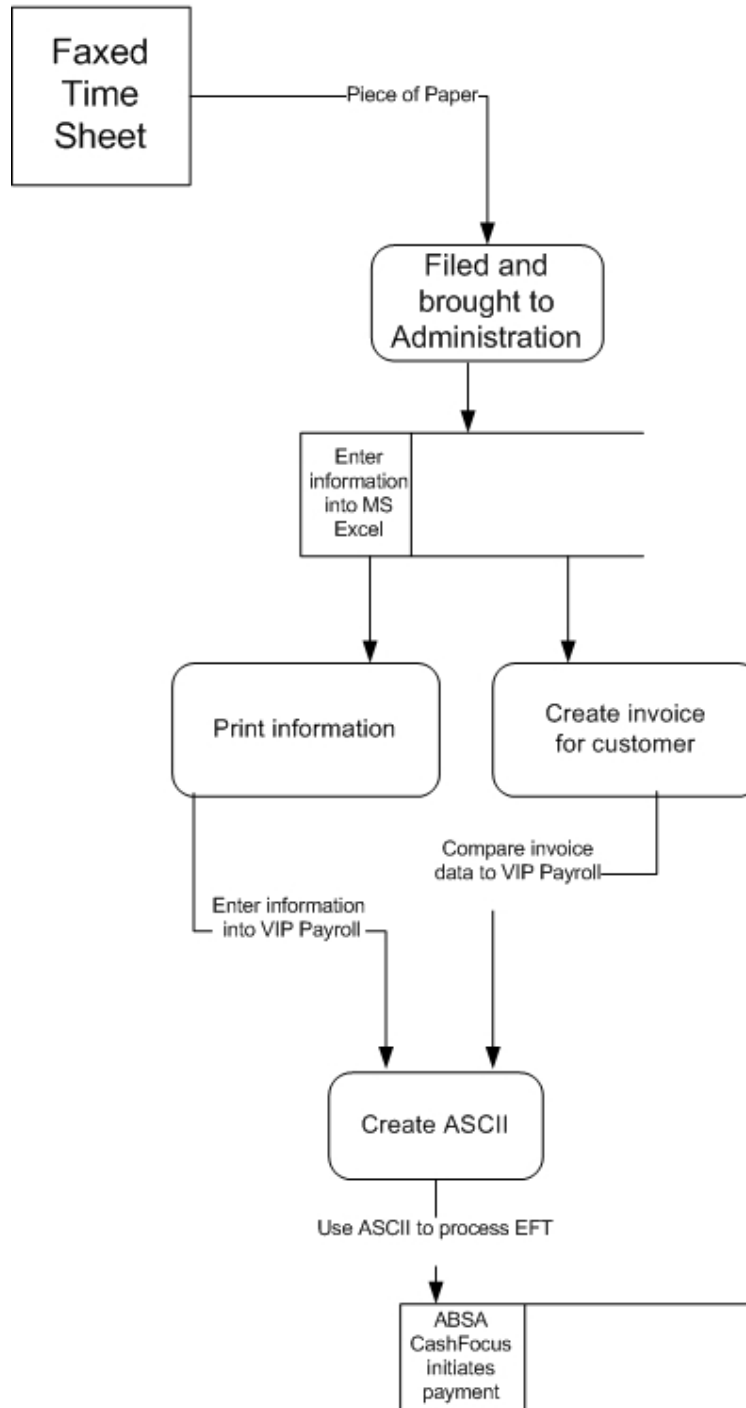 Faxed
Time
Sheet
Piece of Paper
Filed and
brought to
Administration
Enter
information
into MS
Excel
Print information
Create invoice
for customer
Compare invoice
data to VIP Payroll
Enter information
into VIP Payroll
Create ASCII
Use ASCII to process EFT
ABSA
CashFocus
initiates
payment